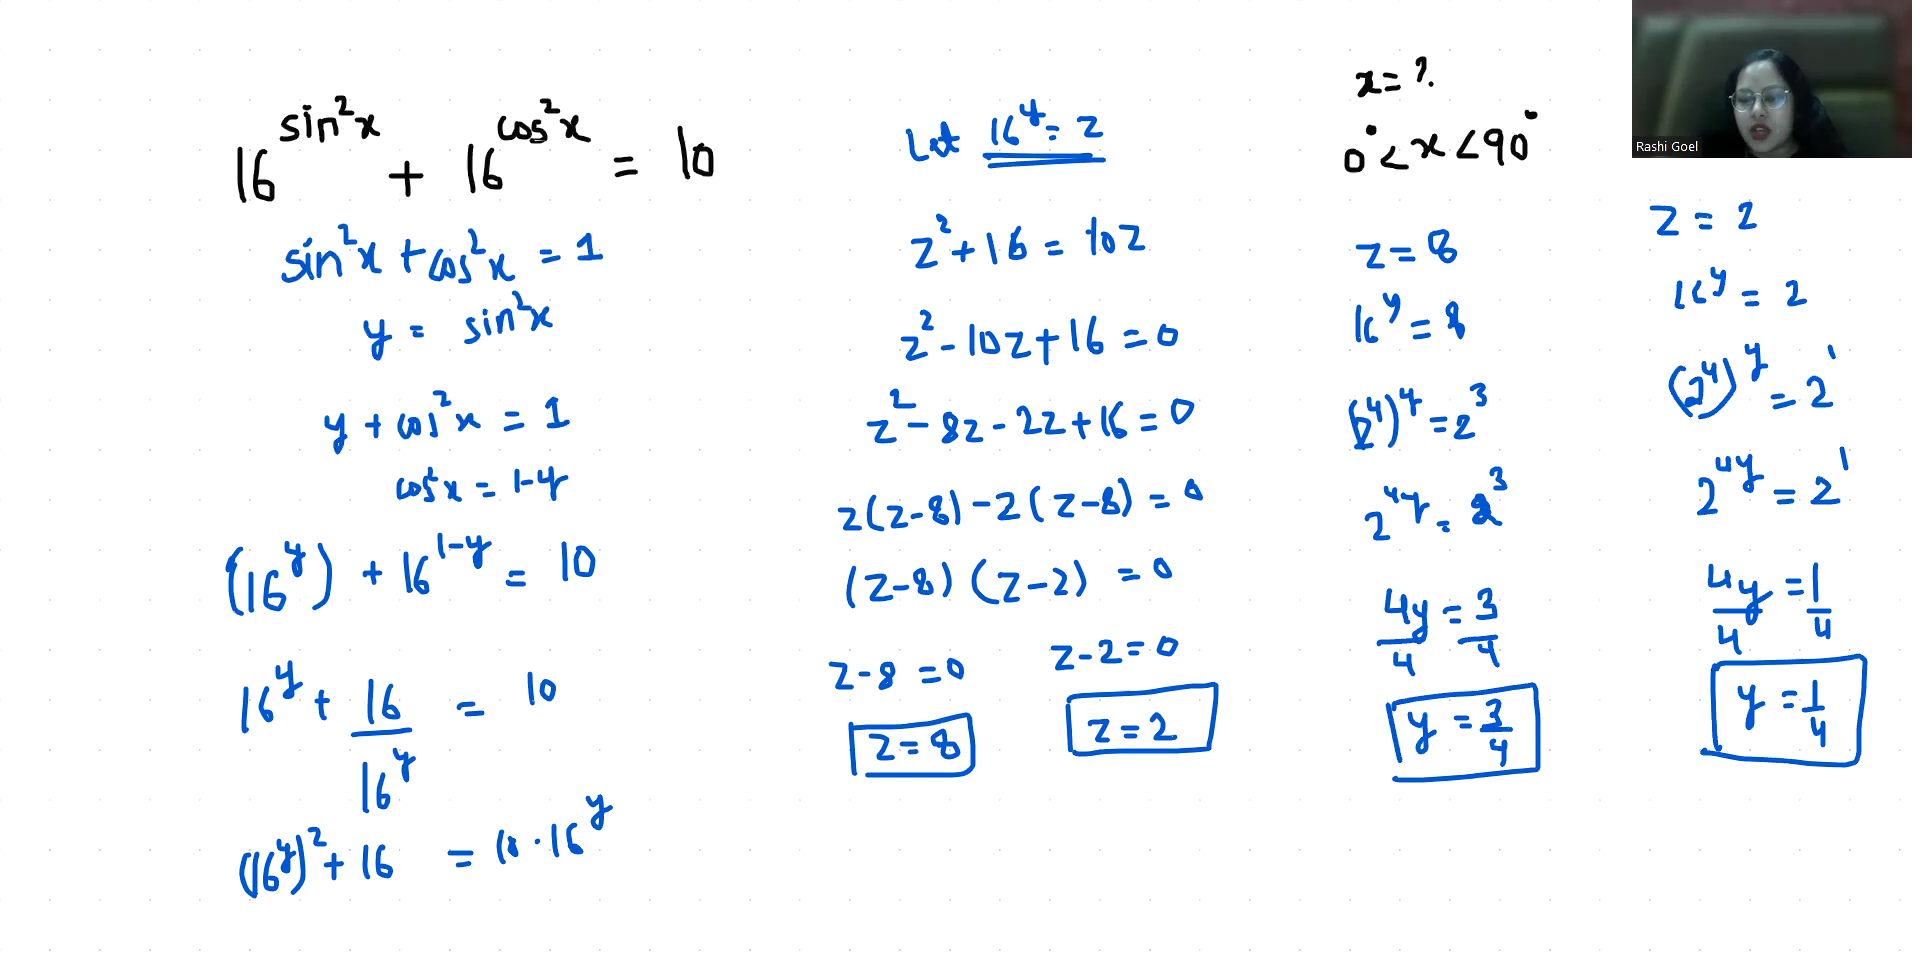 16^{sin²x} + 16^{cos²x} = 10
sin²x + cos²x = 1
y = sin²x
y + cos²x = 1
cos²x = 1-y
(16^y) + 16^{1-y} = 10
16^y + 16/16^y = 10
(16^y)² + 16 = 10 · 16^y
Let 16^y = z
z² + 16 = 10z
z² - 10z + 16 = 0
z² - 8z - 2z + 16 = 0
z(z-8) - 2(z-8) = 0
(z-8) (z-2) = 0
z-8 = 0
z-2 = 0
z = 8
z = 2
x = ?
0° < x < 90°
z = 8
16^y = 8
(2⁴)^y = 2³
2^{4y} = 2³
4y/4 = 3/4
y = 3/4
z = 2
16^y = 2
(2⁴)^y = 2¹
2^{4y} = 2¹
4y/4 = 1/4
y = 1/4
Rashi Goel